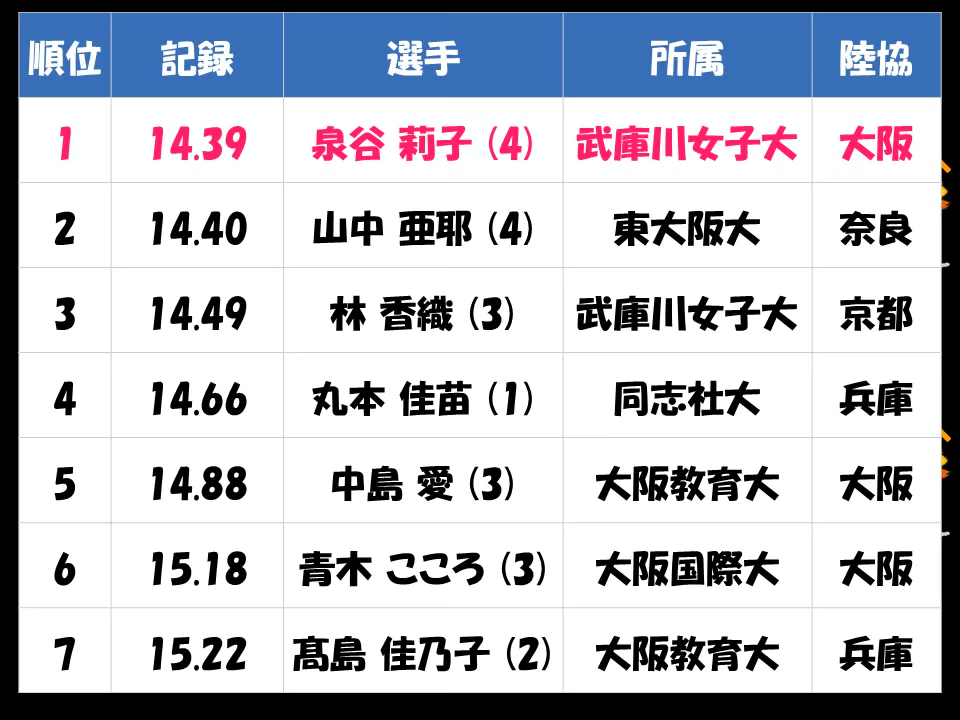 順位 記録 選手 所属 陸協
1 14.39 泉谷 莉子 (4) 武庫川女子大 大阪
2 14.40 山中 亜耶 (4) 東大阪大 奈良
3 14.49 林 香織 (3) 武庫川女子大 京都
4 14.66 丸本 佳苗 (1) 同志社大 兵庫
5 14.88 中島 愛 (3) 大阪教育大 大阪
6 15.18 青木 こころ (3) 大阪国際大 大阪
7 15.22 髙島 佳乃子 (2) 大阪教育大 兵庫